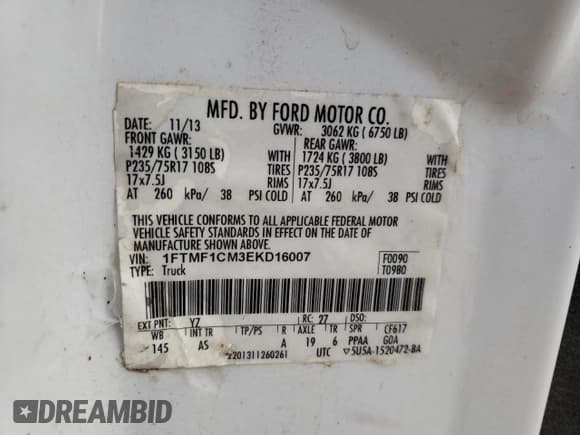 MFD. BY FORD MOTOR CO.
DATE: 11/13 GVWR: 3062 KG ( 6750 LB)
FRONT GAWR: REAR GAWR:
1429 KG ( 3150 LB) WITH 1724 KG ( 3800 LB) WITH
P235/75R17 108S TIRES P235/75R17 108S TIRES
17x7.5J RIMS 17x7.5J RIMS
AT 260 kPa/ 38 PSI COLD AT 260 kPa/ 38 PSI COLD
THIS VEHICLE CONFORMS TO ALL APPLICABLE FEDERAL MOTOR
VEHICLE SAFETY STANDARDS IN EFFECT ON THE DATE OF
MANUFACTURE SHOWN ABOVE.
VIN: 1FTMF1CM3EKD16007 F0090
TYPE: Truck T0980
EXT PNT: YZ RC: 27 DSO:
WB INT TR TP/PS R AXLE TR SPR CF617
145 AS A 19 6 PPAA GOA
201311260261 UTC ▽5U5A-1520472-BA
DREAMBID